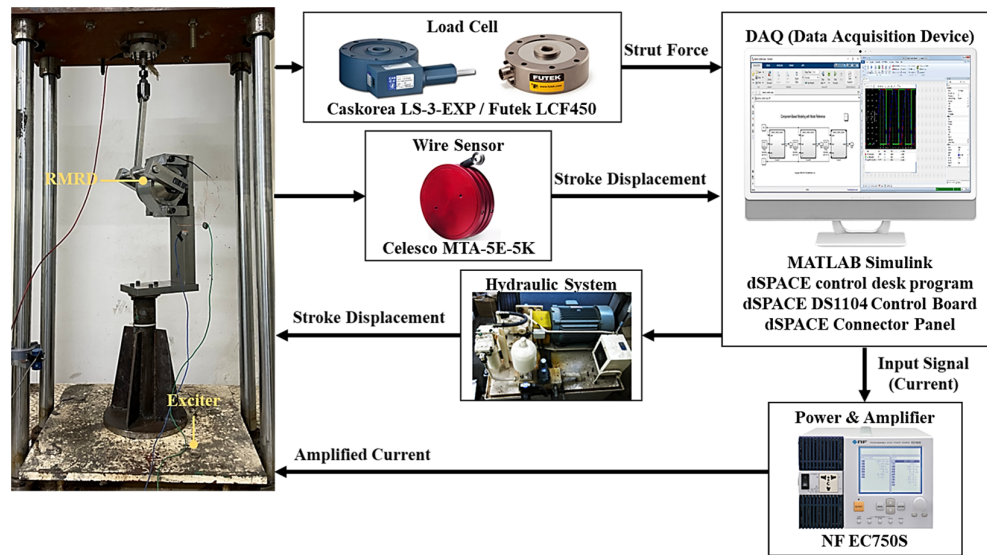 Load Cell
FUTEK
Caskorea LS-3-EXP / Futek LCF450
Strut Force
DAQ (Data Acquisition Device)
Wire Sensor
Celesco MTA-5E-5K
Stroke Displacement
RMRD
MATLAB Simulink
dSPACE control desk program
dSPACE DS1104 Control Board
dSPACE Connector Panel
Hydraulic System
Stroke Displacement
Input Signal
(Current)
Exciter
Power & Amplifier
NF EC750S
Amplified Current